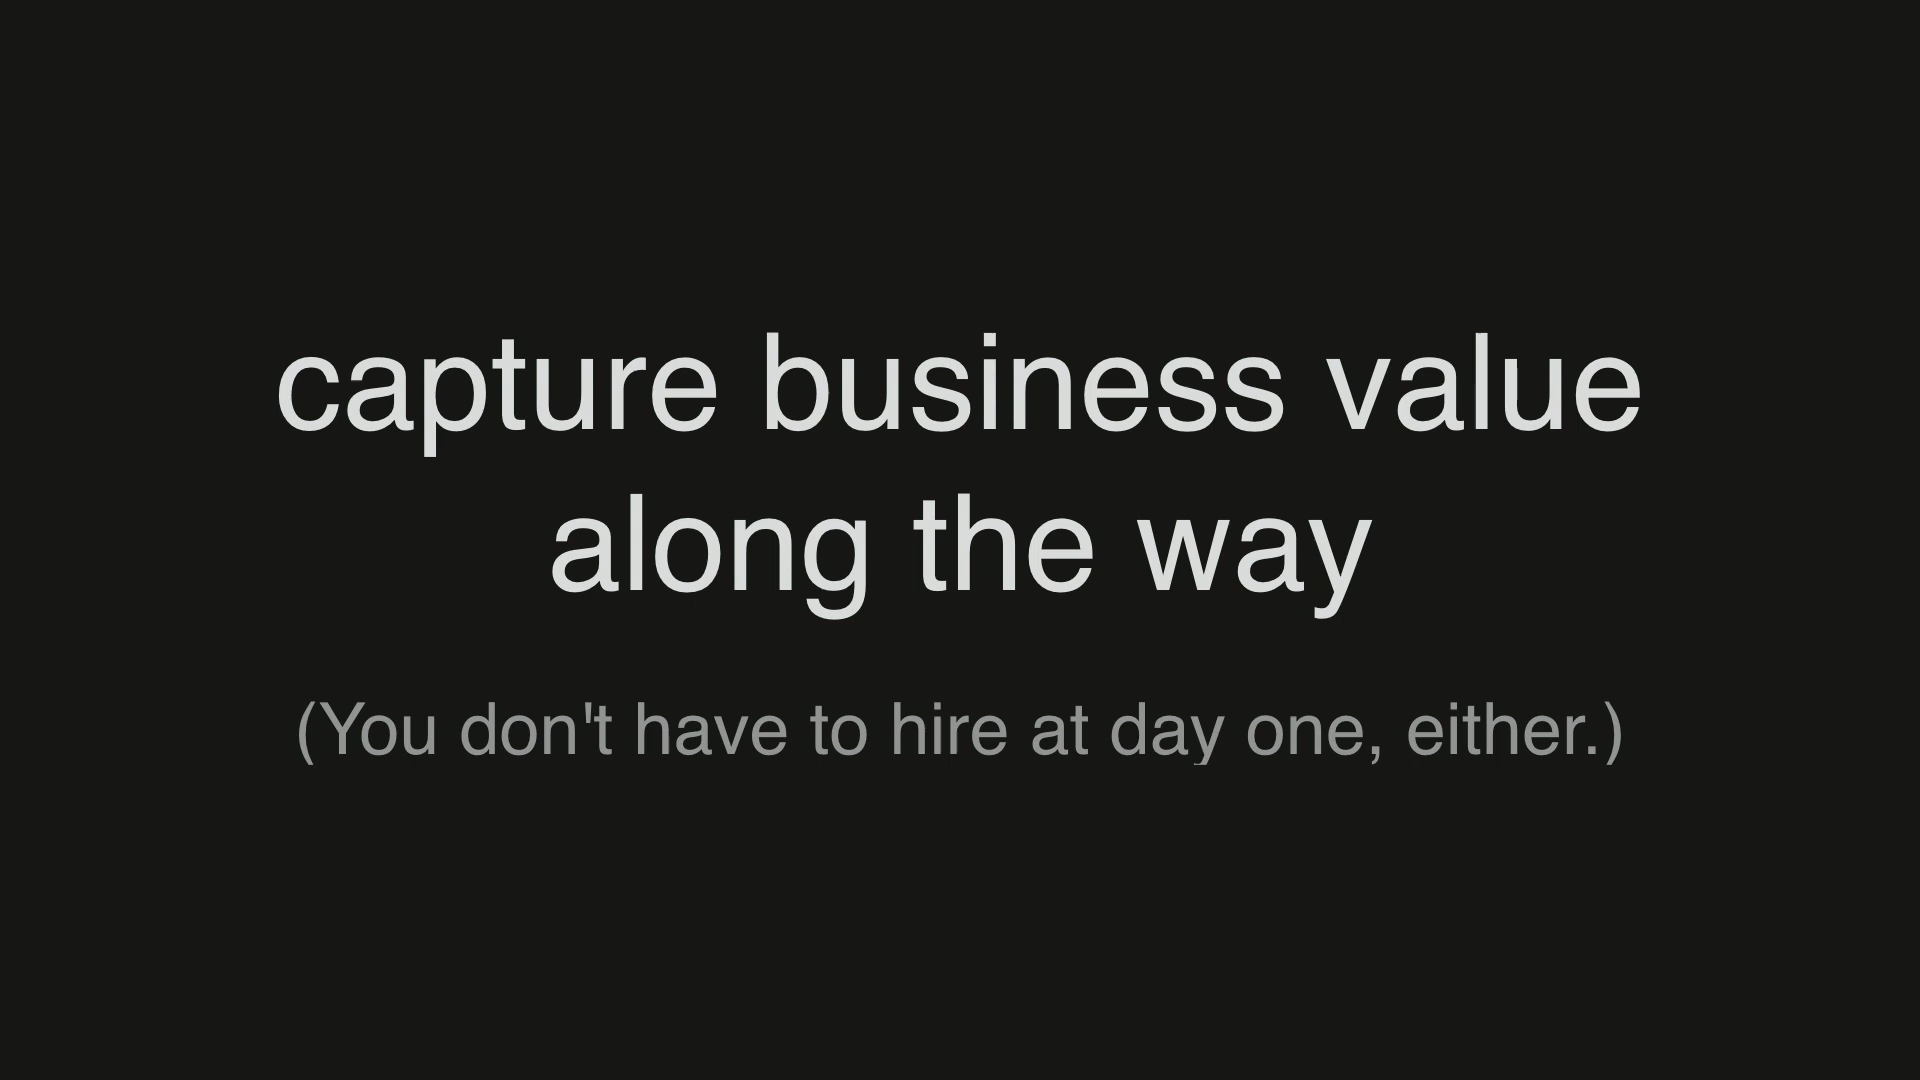 capture business value
along the way
(You don't have to hire at day one, either.)